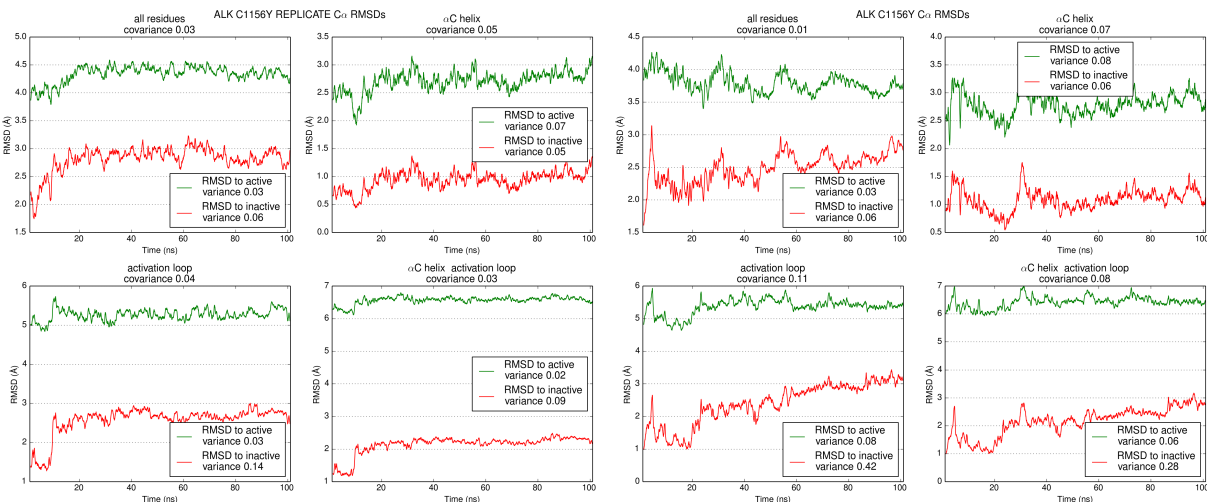 ALK C1156Y REPLICATE Cα RMSDs
all residues
covariance 0.03
5.0
4.5
4.0
3.5
3.0
2.5
2.0
1.5
RMSD (Å)
RMSD to active
variance 0.03
RMSD to inactive
variance 0.06
0 20 40 60 80 100
Time (ns)
αC helix
covariance 0.05
3.5
3.0
2.5
2.0
1.5
1.0
0.5
0.0
RMSD (Å)
RMSD to active
variance 0.07
RMSD to inactive
variance 0.05
0 20 40 60 80 100
Time (ns)
activation loop
covariance 0.04
6
5
4
3
2
1
RMSD (Å)
RMSD to active
variance 0.03
RMSD to inactive
variance 0.14
0 20 40 60 80 100
Time (ns)
αC helix activation loop
covariance 0.03
7
6
5
4
3
2
1
RMSD (Å)
RMSD to active
variance 0.02
RMSD to inactive
variance 0.09
0 20 40 60 80 100
Time (ns)
ALK C1156Y Cα RMSDs
all residues
covariance 0.01
4.5
4.0
3.5
3.0
2.5
2.0
1.5
RMSD (Å)
RMSD to active
variance 0.03
RMSD to inactive
variance 0.06
0 20 40 60 80 100
Time (ns)
αC helix
covariance 0.07
4.0
3.5
3.0
2.5
2.0
1.5
1.0
0.5
RMSD (Å)
RMSD to active
variance 0.08
RMSD to inactive
variance 0.06
0 20 40 60 80 100
Time (ns)
activation loop
covariance 0.11
6
5
4
3
2
1
0
RMSD (Å)
RMSD to active
variance 0.08
RMSD to inactive
variance 0.42
0 20 40 60 80 100
Time (ns)
αC helix activation loop
covariance 0.08
7
6
5
4
3
2
1
0
RMSD (Å)
RMSD to active
variance 0.06
RMSD to inactive
variance 0.28
0 20 40 60 80 100
Time (ns)